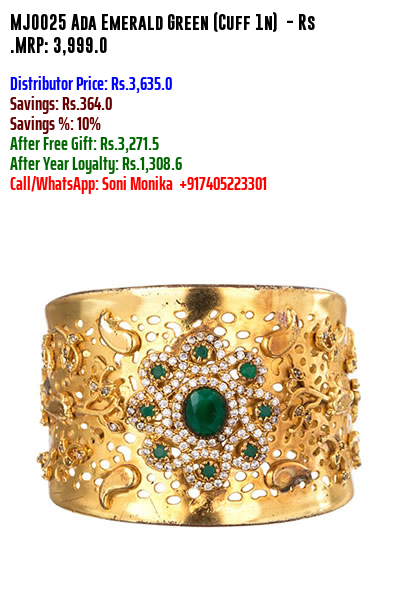 MJ0025 Ada Emerald Green (Cuff 1n) - Rs
.MRP: 3,999.0
Distributor Price: Rs.3,635.0
Savings: Rs.364.0
Savings %: 10%
After Free Gift: Rs.3,271.5
After Year Loyalty: Rs.1,308.6
Call/WhatsApp: Soni Monika +917405223301